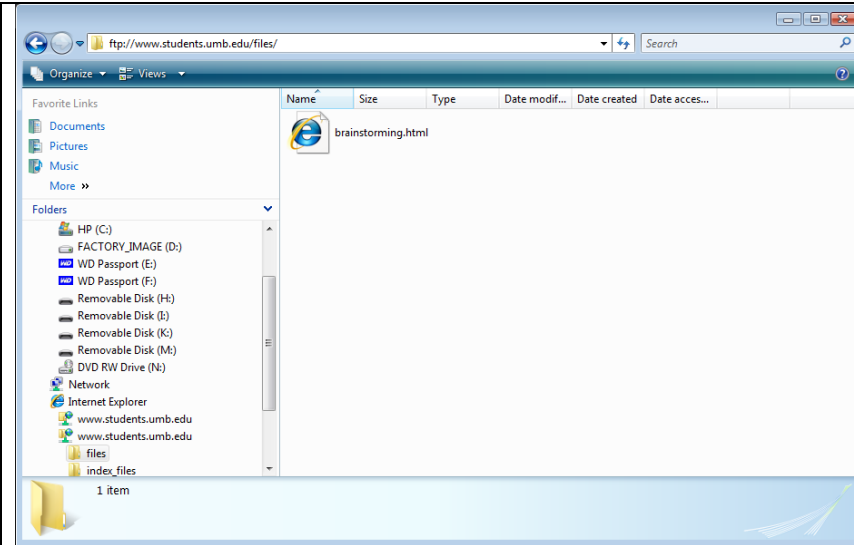 ftp://www.students.umb.edu/files/
Search
Organize Views
Favorite Links
Documents
Pictures
Music
More »
Folders
HP (C:)
FACTORY_IMAGE (D:)
WD Passport (E:)
WD Passport (F:)
Removable Disk (H:)
Removable Disk (I:)
Removable Disk (K:)
Removable Disk (M:)
DVD RW Drive (N:)
Network
Internet Explorer
www.students.umb.edu
www.students.umb.edu
files
index_files
Name Size Type Date modif... Date created Date acces...
brainstorming.html
1 item